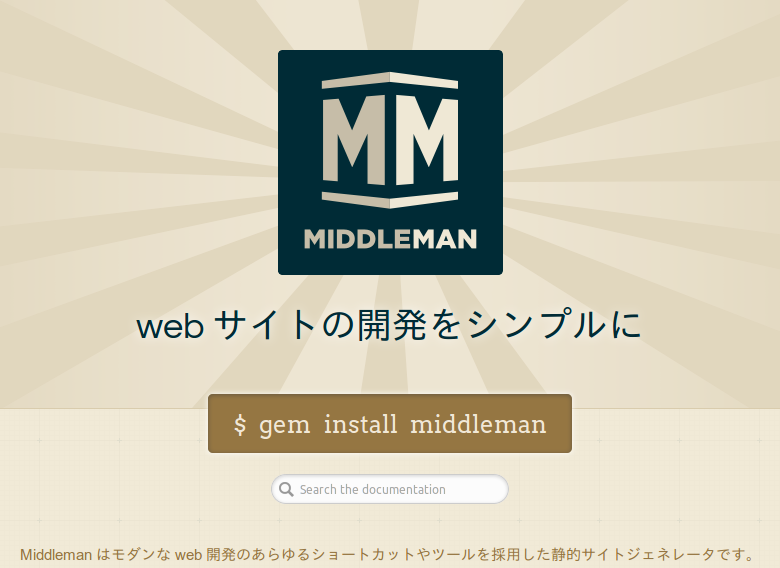 MM
MIDDLEMAN
web サイトの開発をシンプルに
$ gem install middleman
Search the documentation
Middleman はモダンな web 開発のあらゆるショートカットやツールを採用した静的サイトジェネレータです。